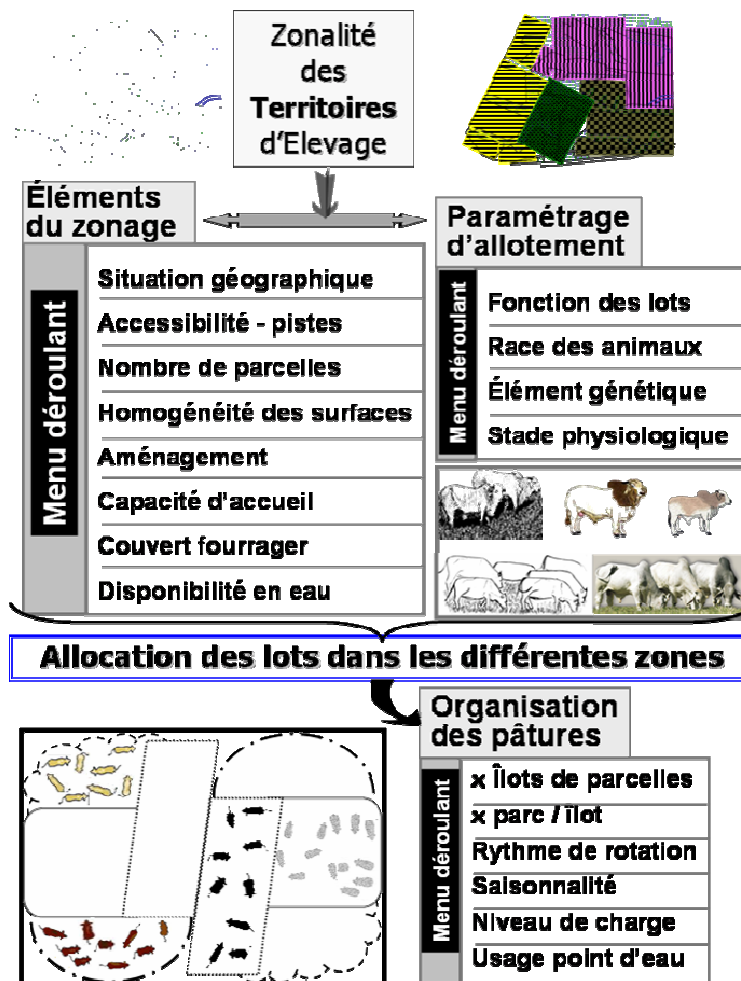 Zonalité
des
Territoires
d'Elevage
Éléments
du zonage
Menu déroulant
Situation géographique
Accessibilité - pistes
Nombre de parcelles
Homogénéité des surfaces
Aménagement
Capacité d'accueil
Couvert fourrager
Disponibilité en eau
Paramétrage
d'allotement
Menu déroulant
Fonction des lots
Race des animaux
Élément génétique
Stade physiologique
Allocation des lots dans les différentes zones
Organisation
des pâtures
Menu déroulant
x Îlots de parcelles
x parc / îlot
Rythme de rotation
Saisonnalité
Niveau de charge
Usage point d'eau